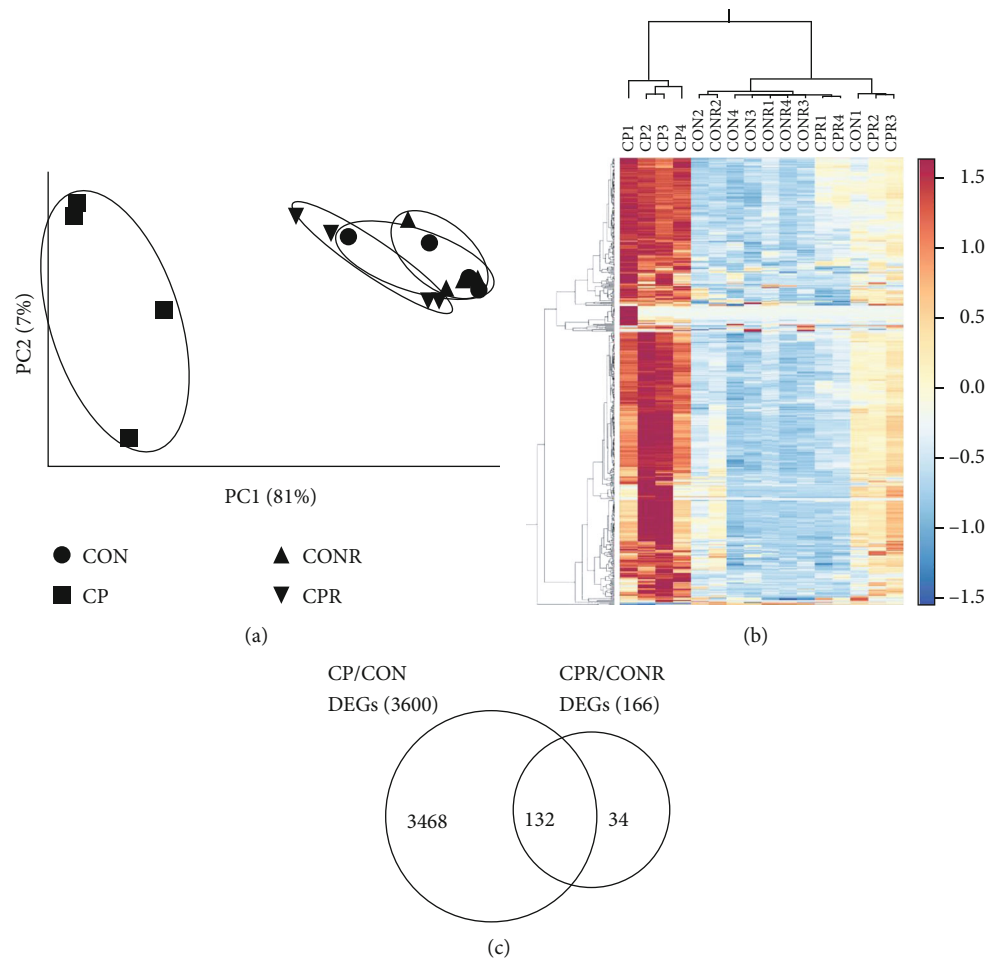 PC2 (7%)
PC1 (81%)
CON
CONR
CP
CPR
(a)
CP1
CP2
CP3
CP4
CON2
CONR2
CON4
CON3
CONR1
CONR4
CONR3
CPR1
CPR4
CON1
CPR2
CPR3
1.5
1.0
0.5
0.0
−0.5
−1.0
−1.5
(b)
CP/CON
DEGs (3600)
CPR/CONR
DEGs (166)
3468
132
34
(c)